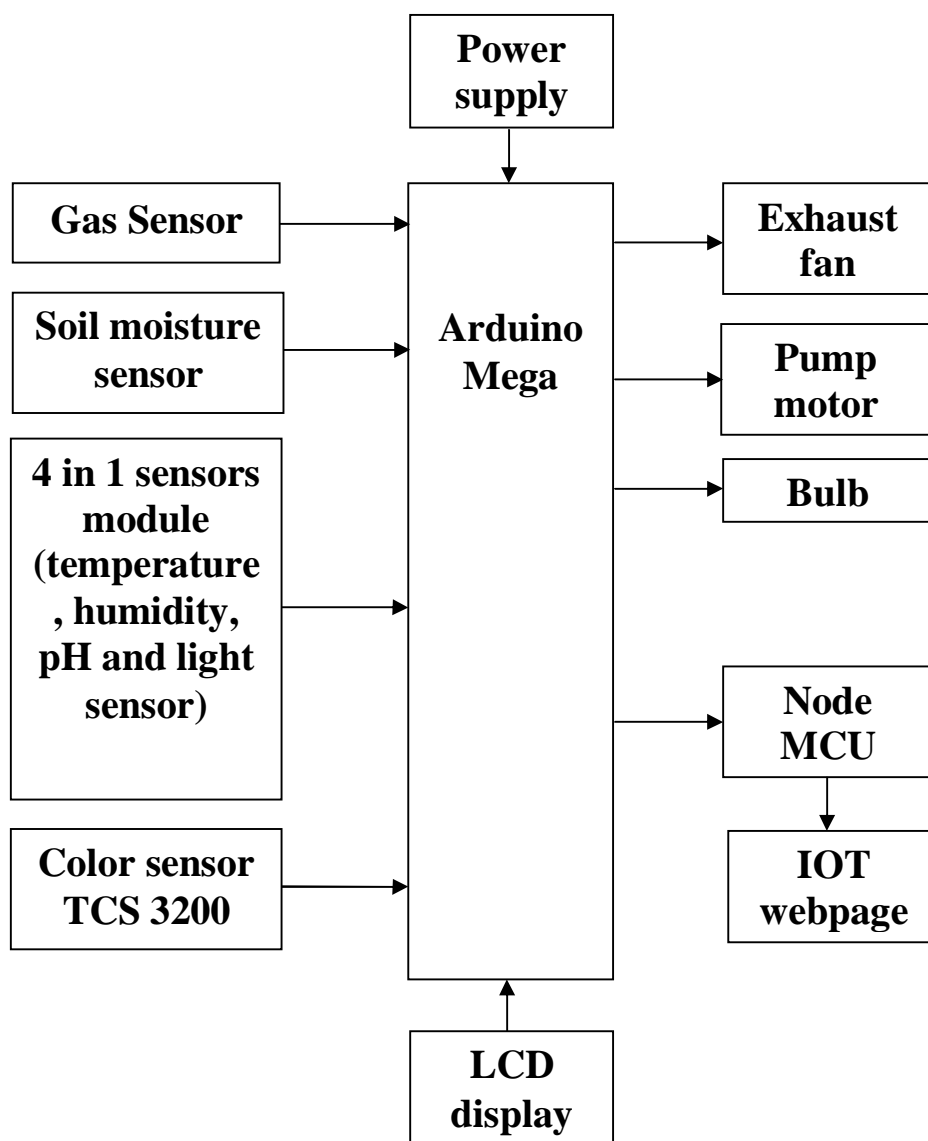 Power
supply
Gas Sensor
Soil moisture
sensor
4 in 1 sensors
module
(temperature
, humidity,
pH and light
sensor)
Color sensor
TCS 3200
Arduino
Mega
Exhaust
fan
Pump
motor
Bulb
Node
MCU
IOT
webpage
LCD
display